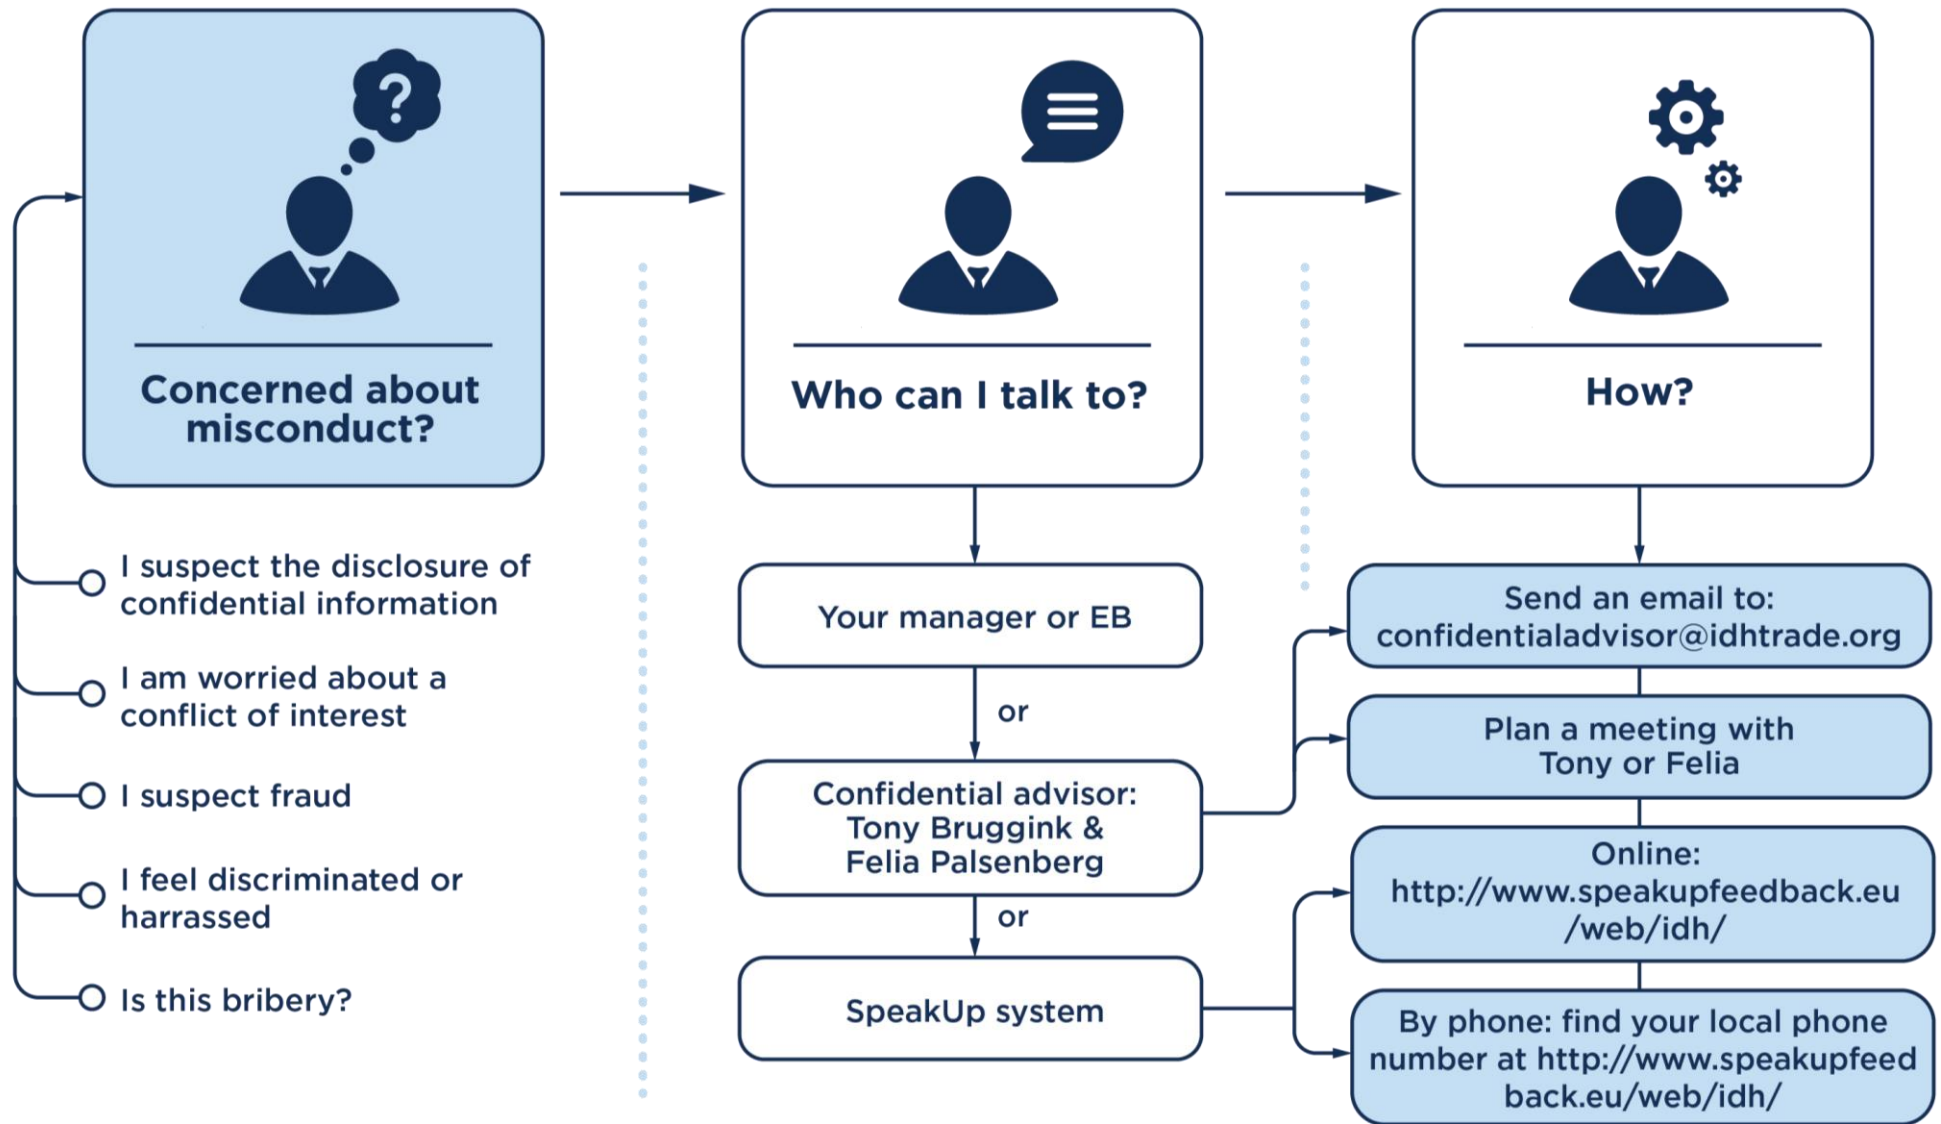 ?
Concerned about
misconduct?
I suspect the disclosure of
confidential information
I am worried about a
conflict of interest
I suspect fraud
I feel discriminated or
harrassed
Is this bribery?
Who can I talk to?
Your manager or EB
or
Confidential advisor:
Tony Bruggink &
Felia Palsenberg
or
SpeakUp system
How?
Send an email to:
confidentialadvisor@idhtrade.org
Plan a meeting with
Tony or Felia
Online:
http://www.speakupfeedback.eu
/web/idh/
By phone: find your local phone
number at http://www.speakupfeed
back.eu/web/idh/